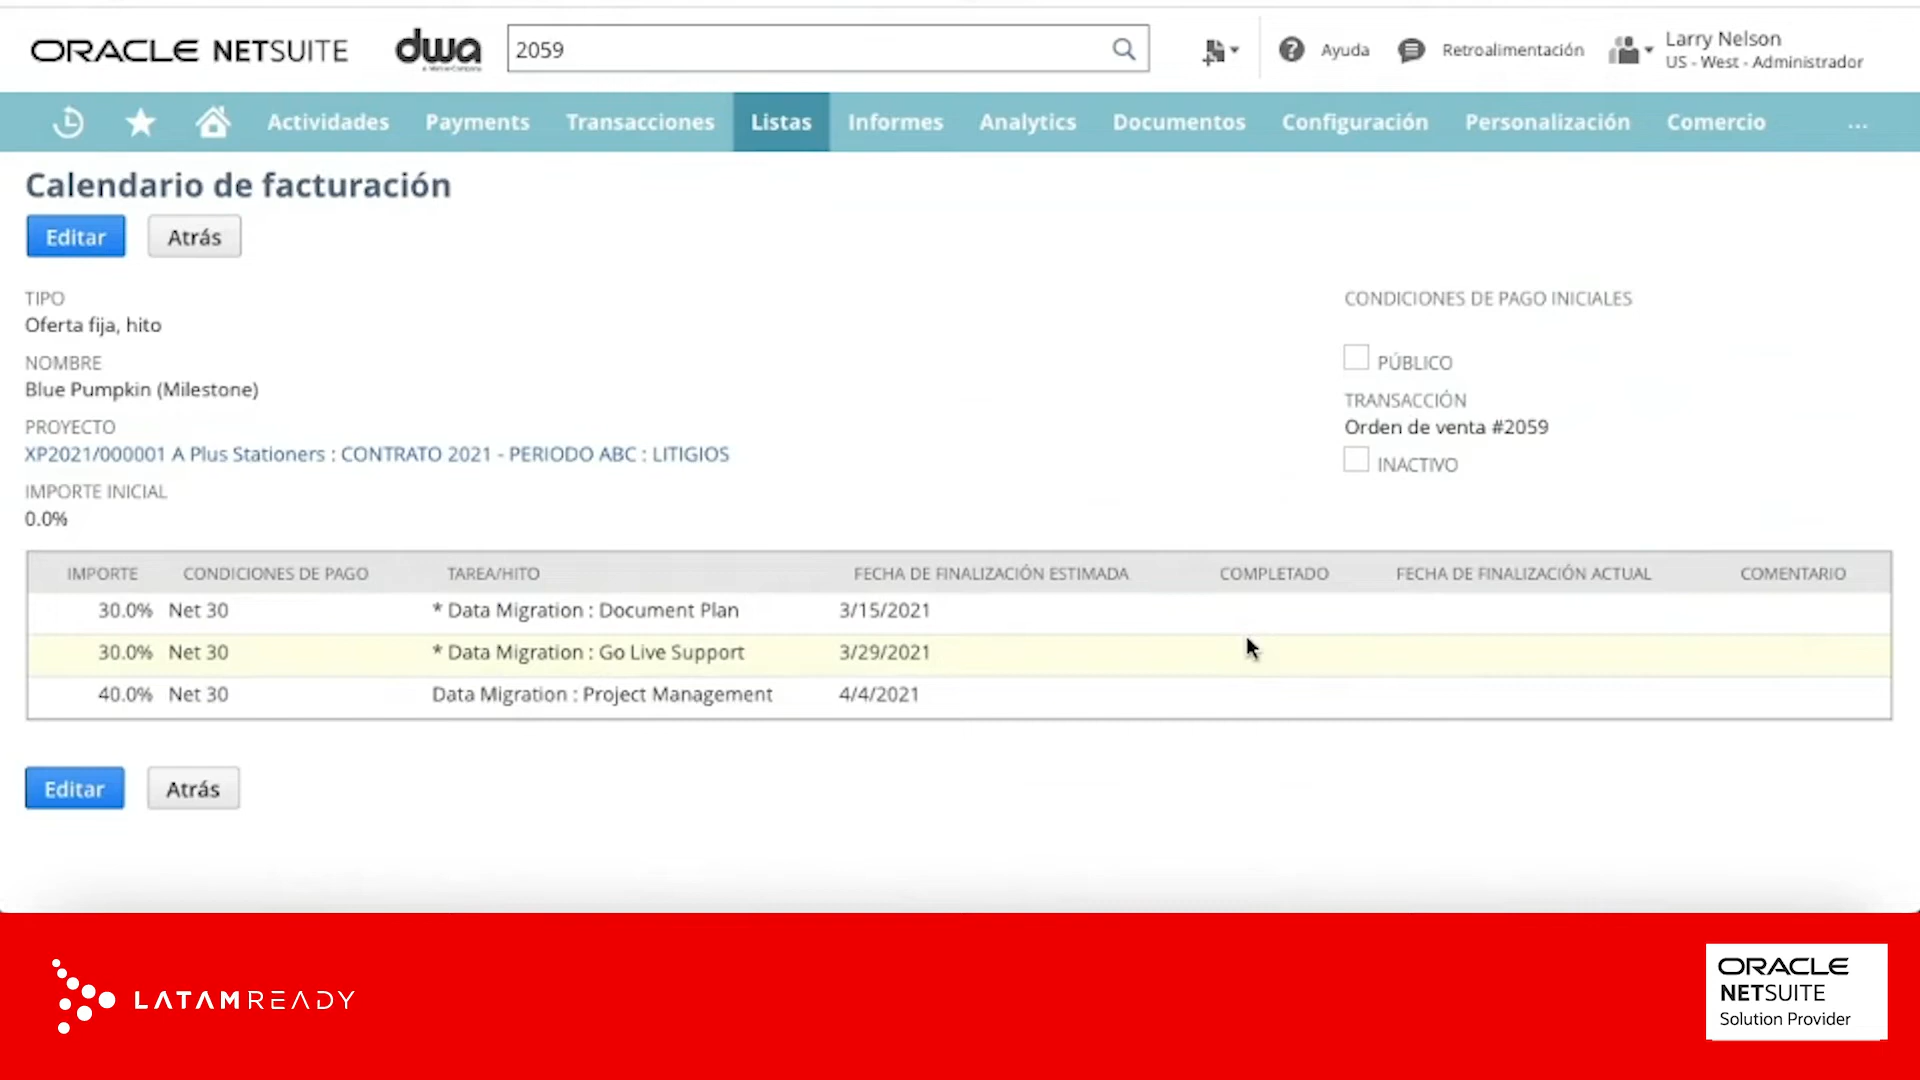 ORACLE NETSUITE
dwa
2059
Ayuda
Retroalimentación
Larry Nelson
US - West - Administrador
Actividades
Payments
Transacciones
Listas
Informes
Analytics
Documentos
Configuración
Personalización
Comercio
...
Calendario de facturación
Editar
Atrás
TIPO
Oferta fija, hito
NOMBRE
Blue Pumpkin (Milestone)
PROYECTO
XP2021/000001 A Plus Stationers : CONTRATO 2021 - PERIODO ABC : LITIGIOS
IMPORTE INICIAL
0.0%
CONDICIONES DE PAGO INICIALES
PÚBLICO
TRANSACCIÓN
Orden de venta #2059
INACTIVO
IMPORTE CONDICIONES DE PAGO TAREA/HITO FECHA DE FINALIZACIÓN ESTIMADA COMPLETADO FECHA DE FINALIZACIÓN ACTUAL COMENTARIO
30.0% Net 30 * Data Migration : Document Plan 3/15/2021
30.0% Net 30 * Data Migration : Go Live Support 3/29/2021
40.0% Net 30 Data Migration : Project Management 4/4/2021
Editar
Atrás
LATAMREADY
ORACLE
NETSUITE
Solution Provider